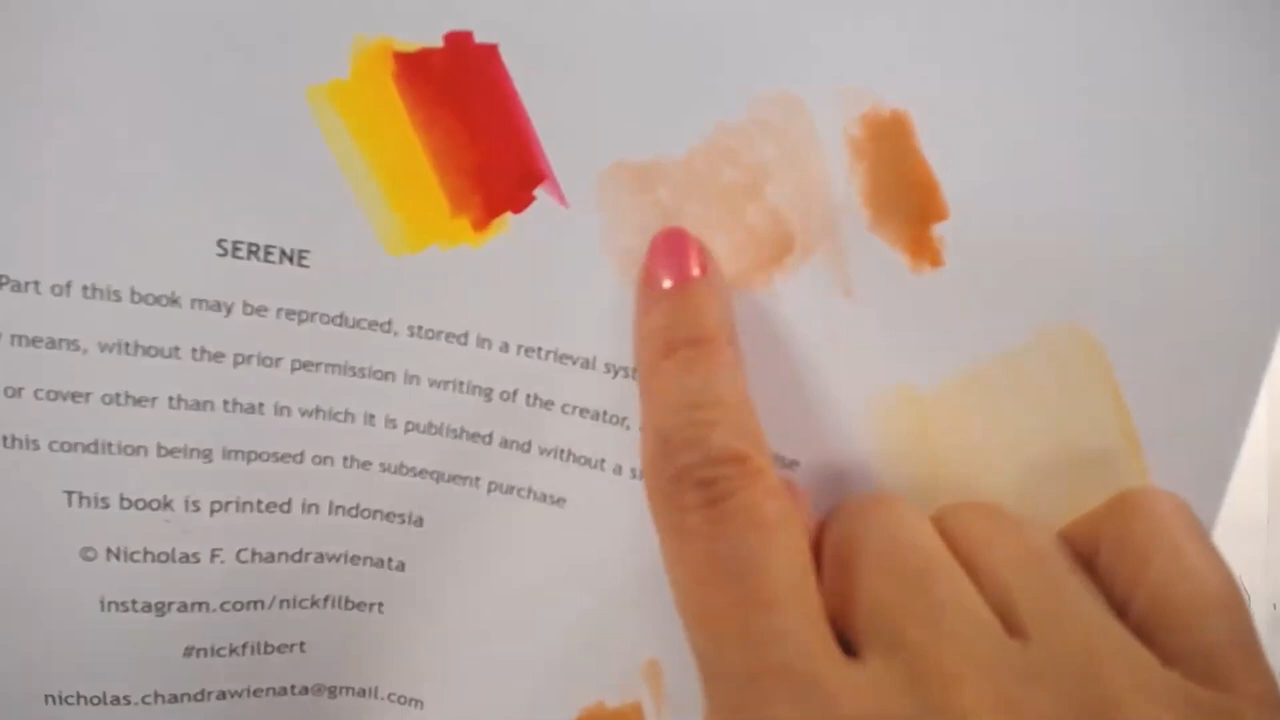 SERENE
Part of this book may be reproduced, stored in a retrieval
means, without the prior permission in writing of the creator,
or cover other than that in which it is published and without a
this condition being imposed on the subsequent purchase
This book is printed in Indonesia
© Nicholas F. Chandrawienata
instagram.com/nickfilbert
#nickfilbert
nicholas.chandrawienata@gmail.com